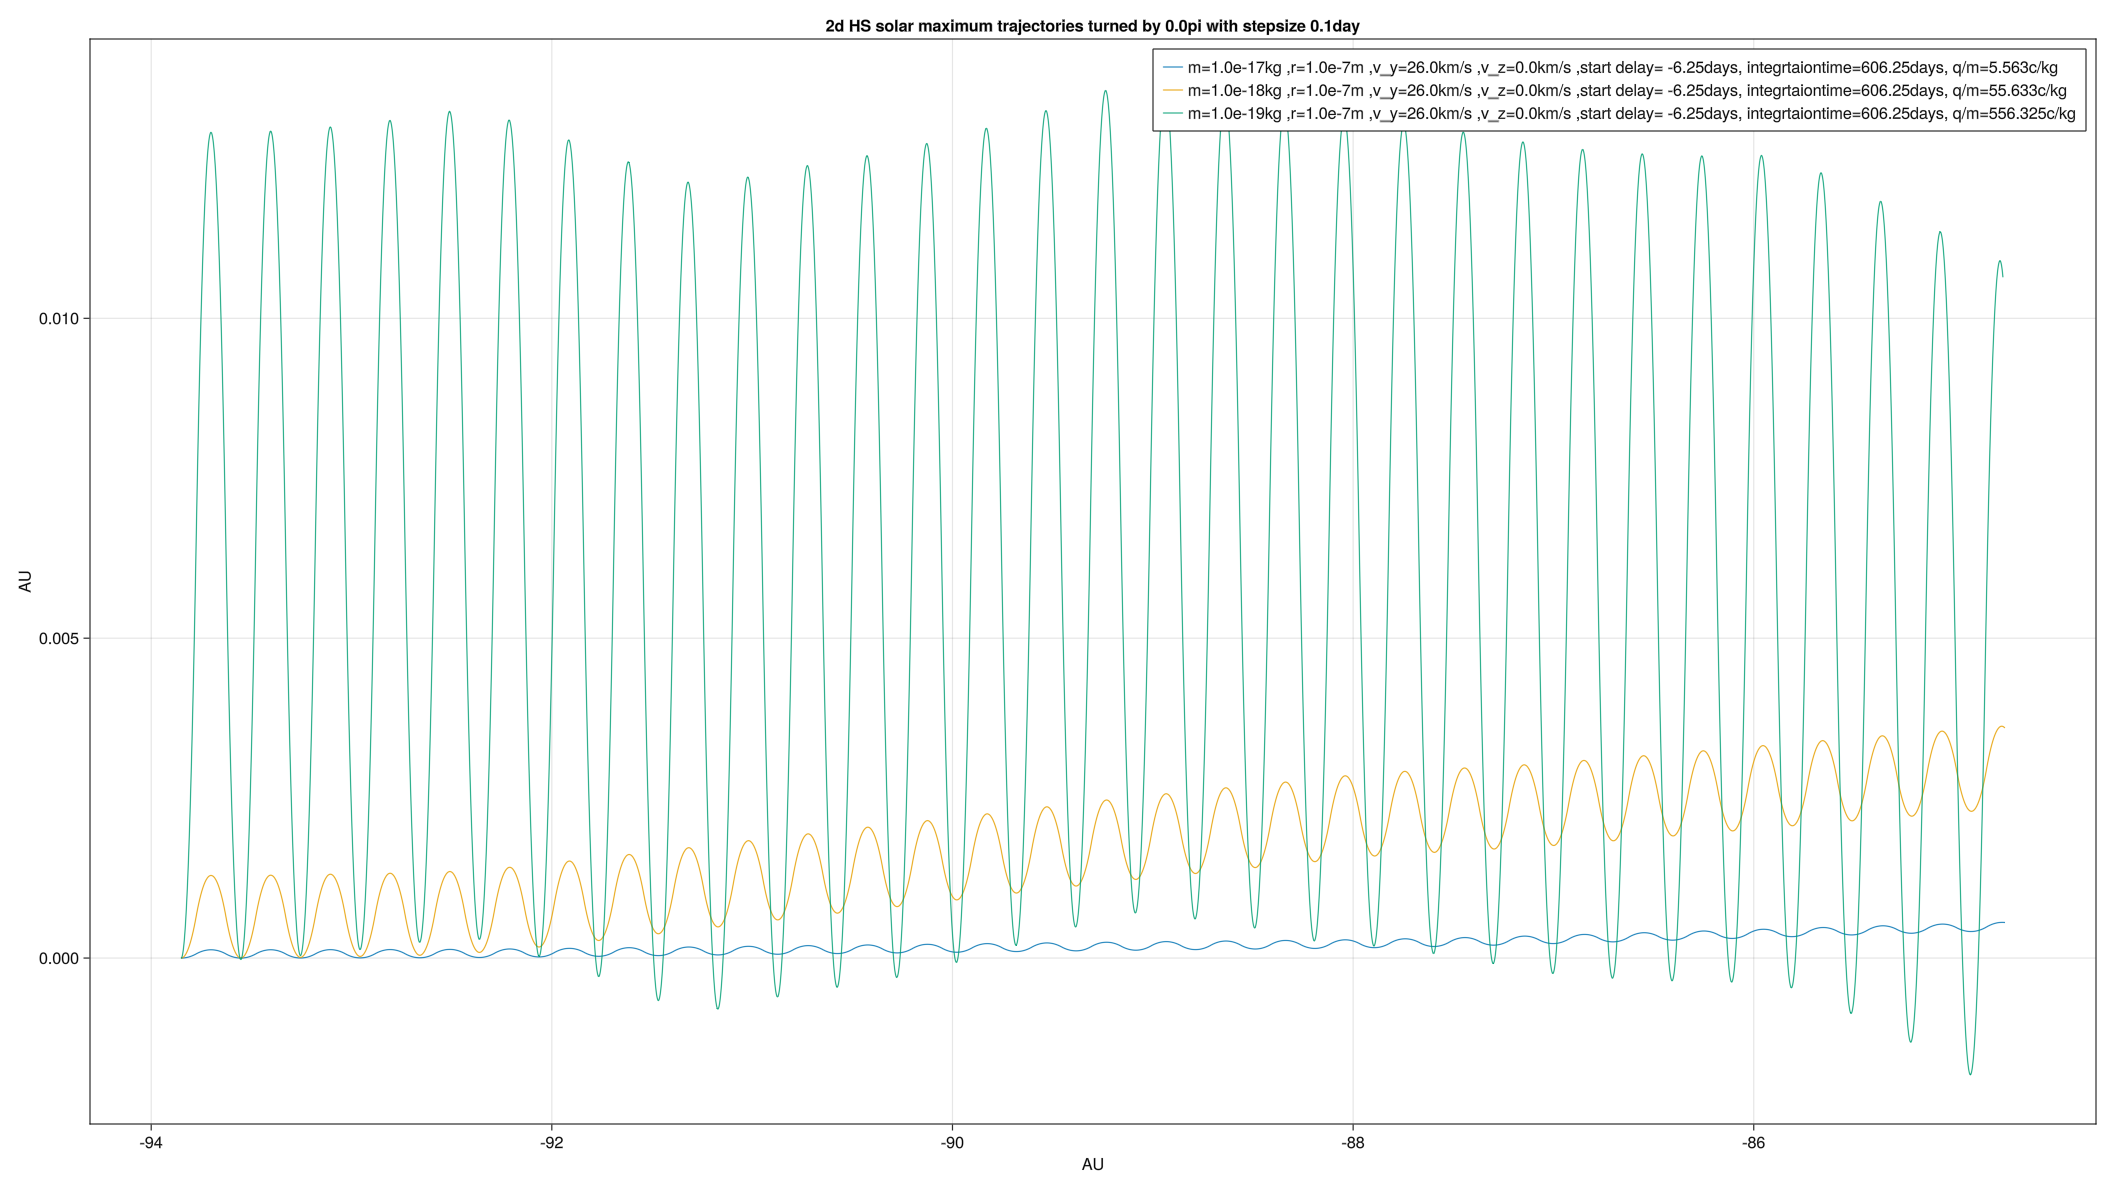 2d HS solar maximum trajectories turned by 0.0pi with stepsize 0.1day
m=1.0e-17kg ,r=1.0e-7m ,v_y=26.0km/s ,v_z=0.0km/s ,start delay= -6.25days, integrtaiontime=606.25days, q/m=5.563c/kg
m=1.0e-18kg ,r=1.0e-7m ,v_y=26.0km/s ,v_z=0.0km/s ,start delay= -6.25days, integrtaiontime=606.25days, q/m=55.633c/kg
m=1.0e-19kg ,r=1.0e-7m ,v_y=26.0km/s ,v_z=0.0km/s ,start delay= -6.25days, integrtaiontime=606.25days, q/m=556.325c/kg
0.010
0.005
0.000
AU
-94 -92 -90 -88 -86
AU